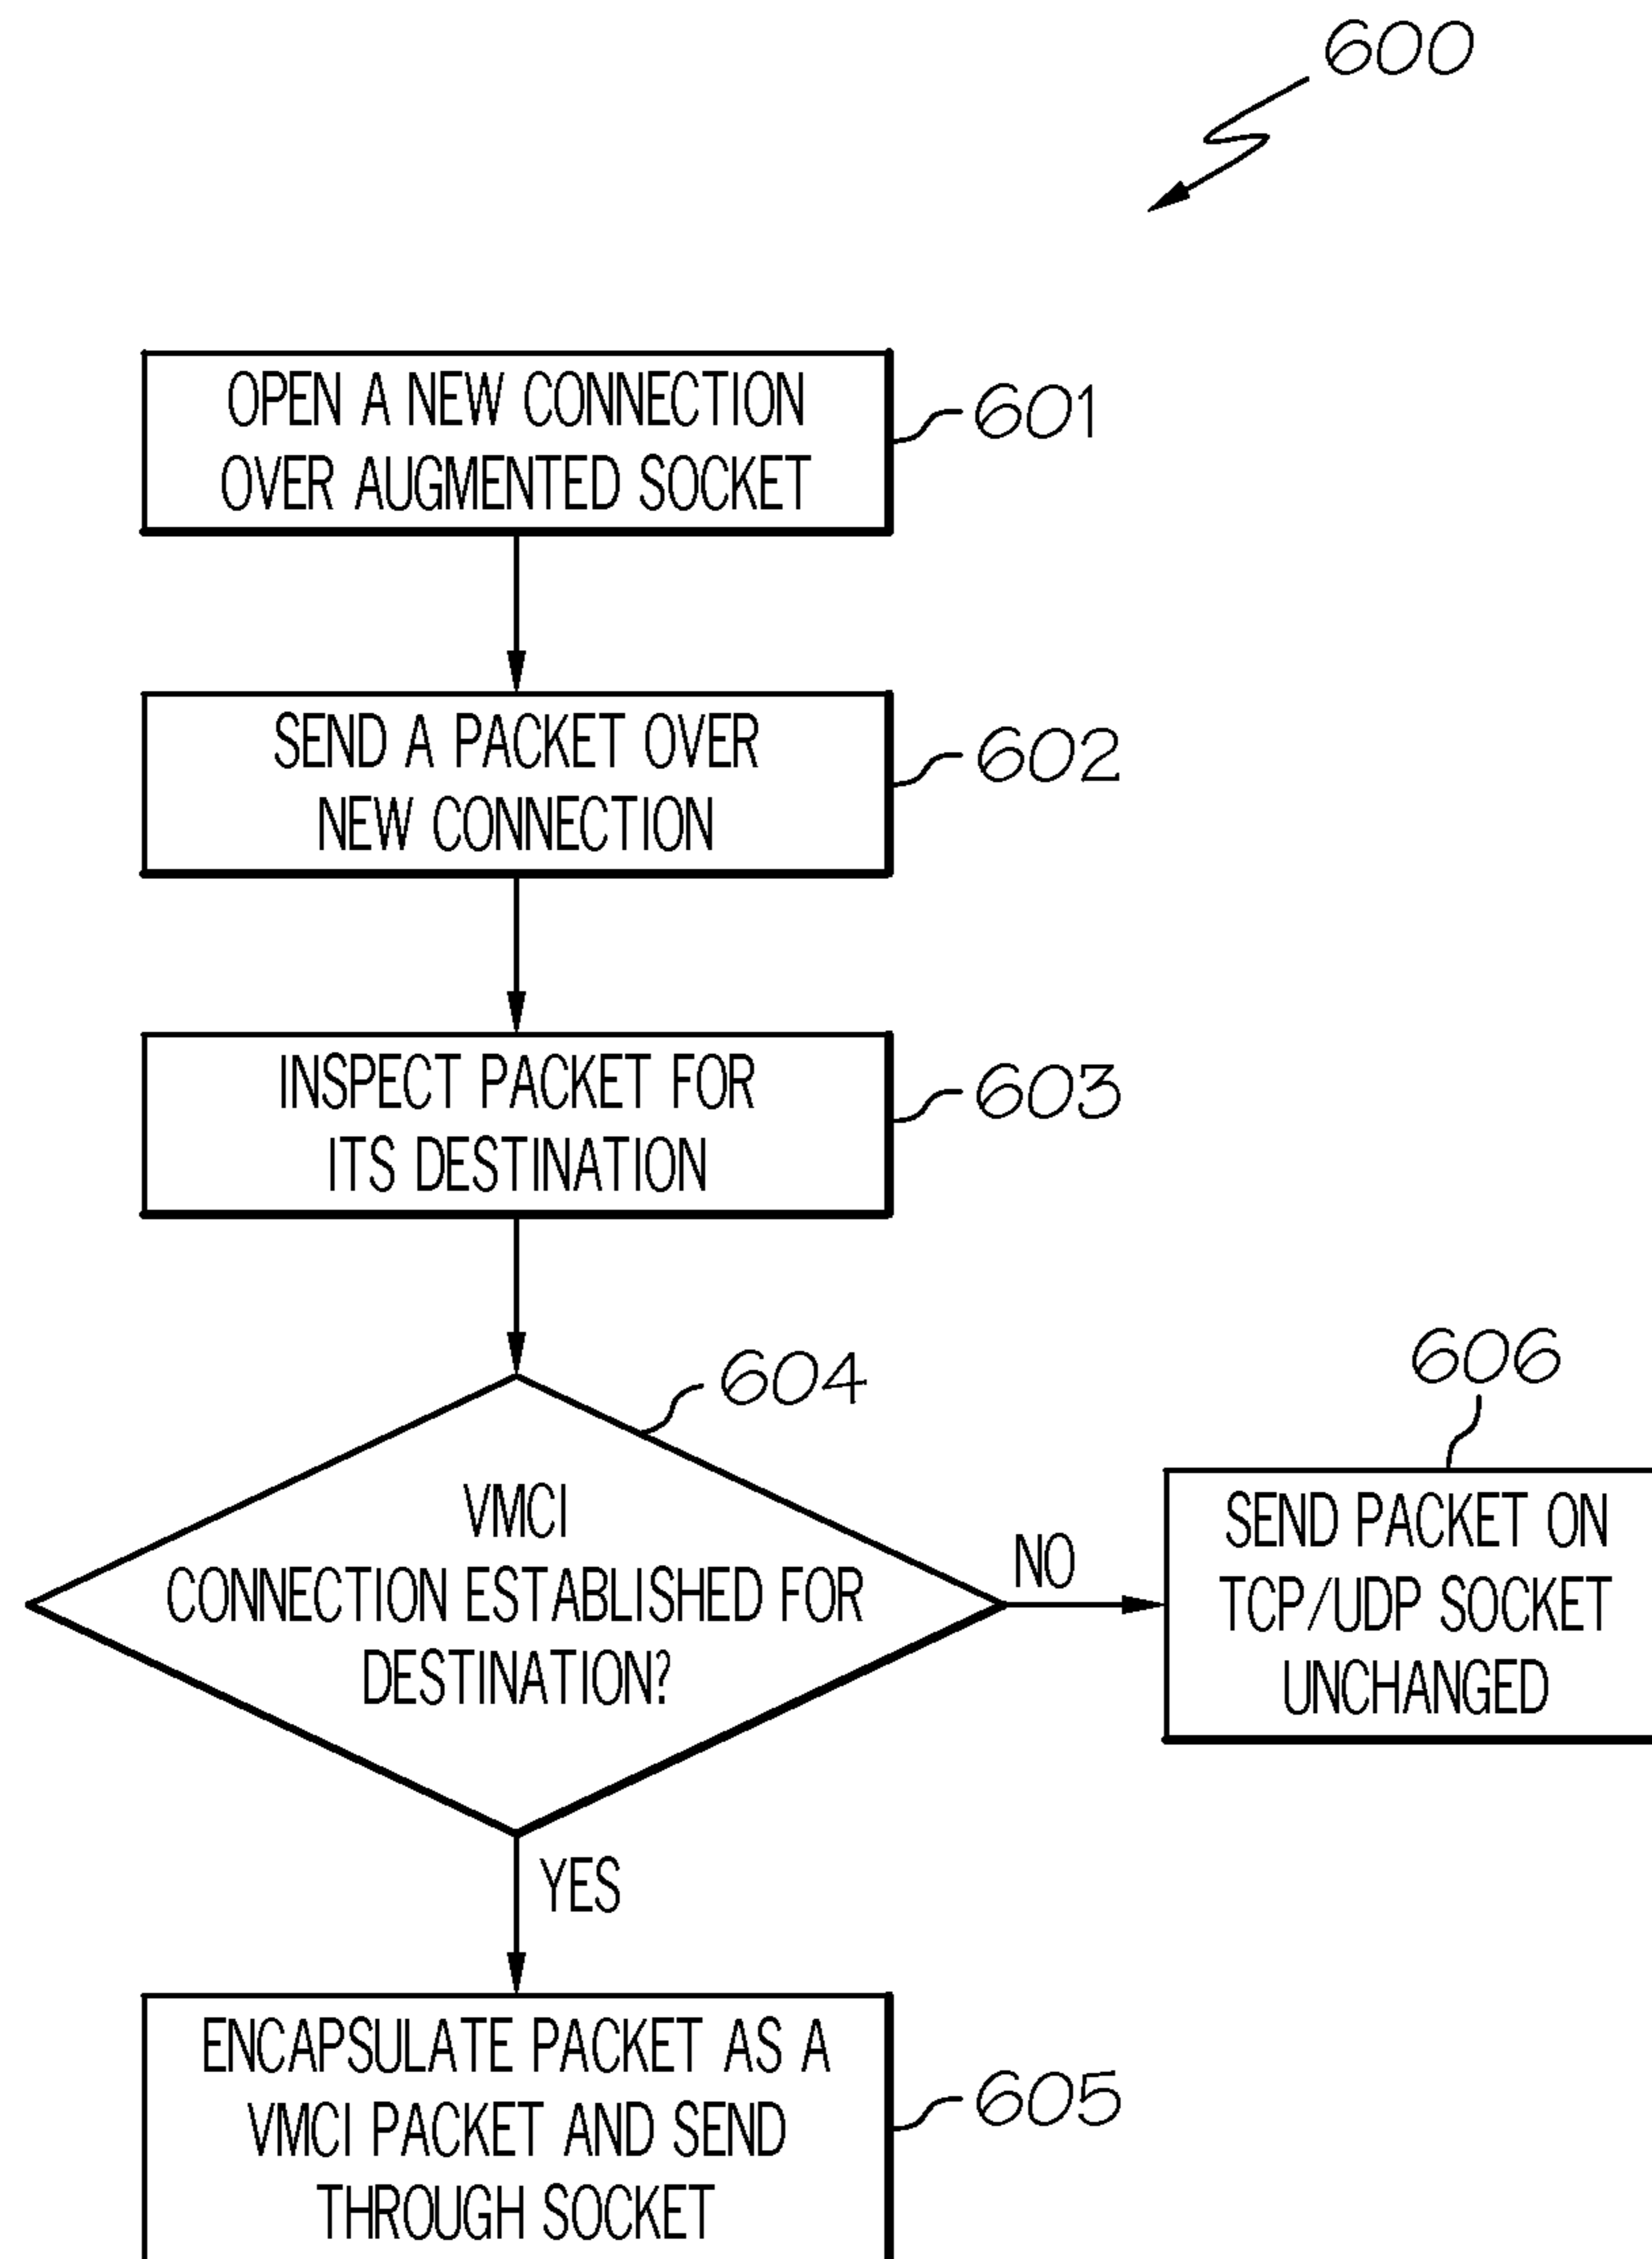 600
OPEN A NEW CONNECTION
OVER AUGMENTED SOCKET
601
SEND A PACKET OVER
NEW CONNECTION
602
INSPECT PACKET FOR
ITS DESTINATION
603
604
VMCI
CONNECTION ESTABLISHED FOR
DESTINATION?
NO
606
SEND PACKET ON
TCP/UDP SOCKET
UNCHANGED
YES
ENCAPSULATE PACKET AS A
VMCI PACKET AND SEND
THROUGH SOCKET
605